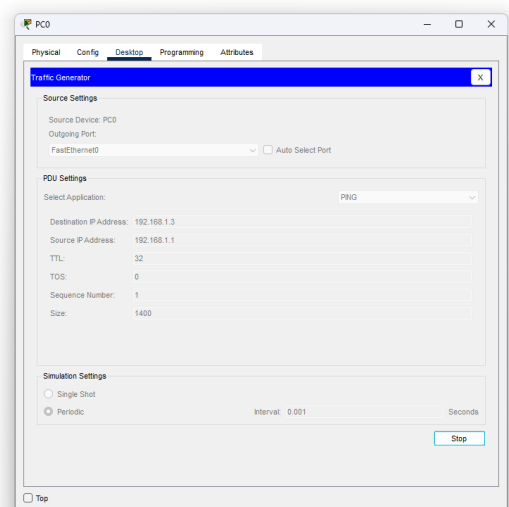 PC0
Physical Config Desktop Programming Attributes
Traffic Generator X
Source Settings
Source Device: PC0
Outgoing Port:
FastEthernet0 Auto Select Port
PDU Settings
Select Application: PING
Destination IP Address: 192.168.1.3
Source IP Address: 192.168.1.1
TTL: 32
TOS: 0
Sequence Number: 1
Size: 1400
Simulation Settings
Single Shot
Periodic Interval: 0.001 Seconds
Stop
Top